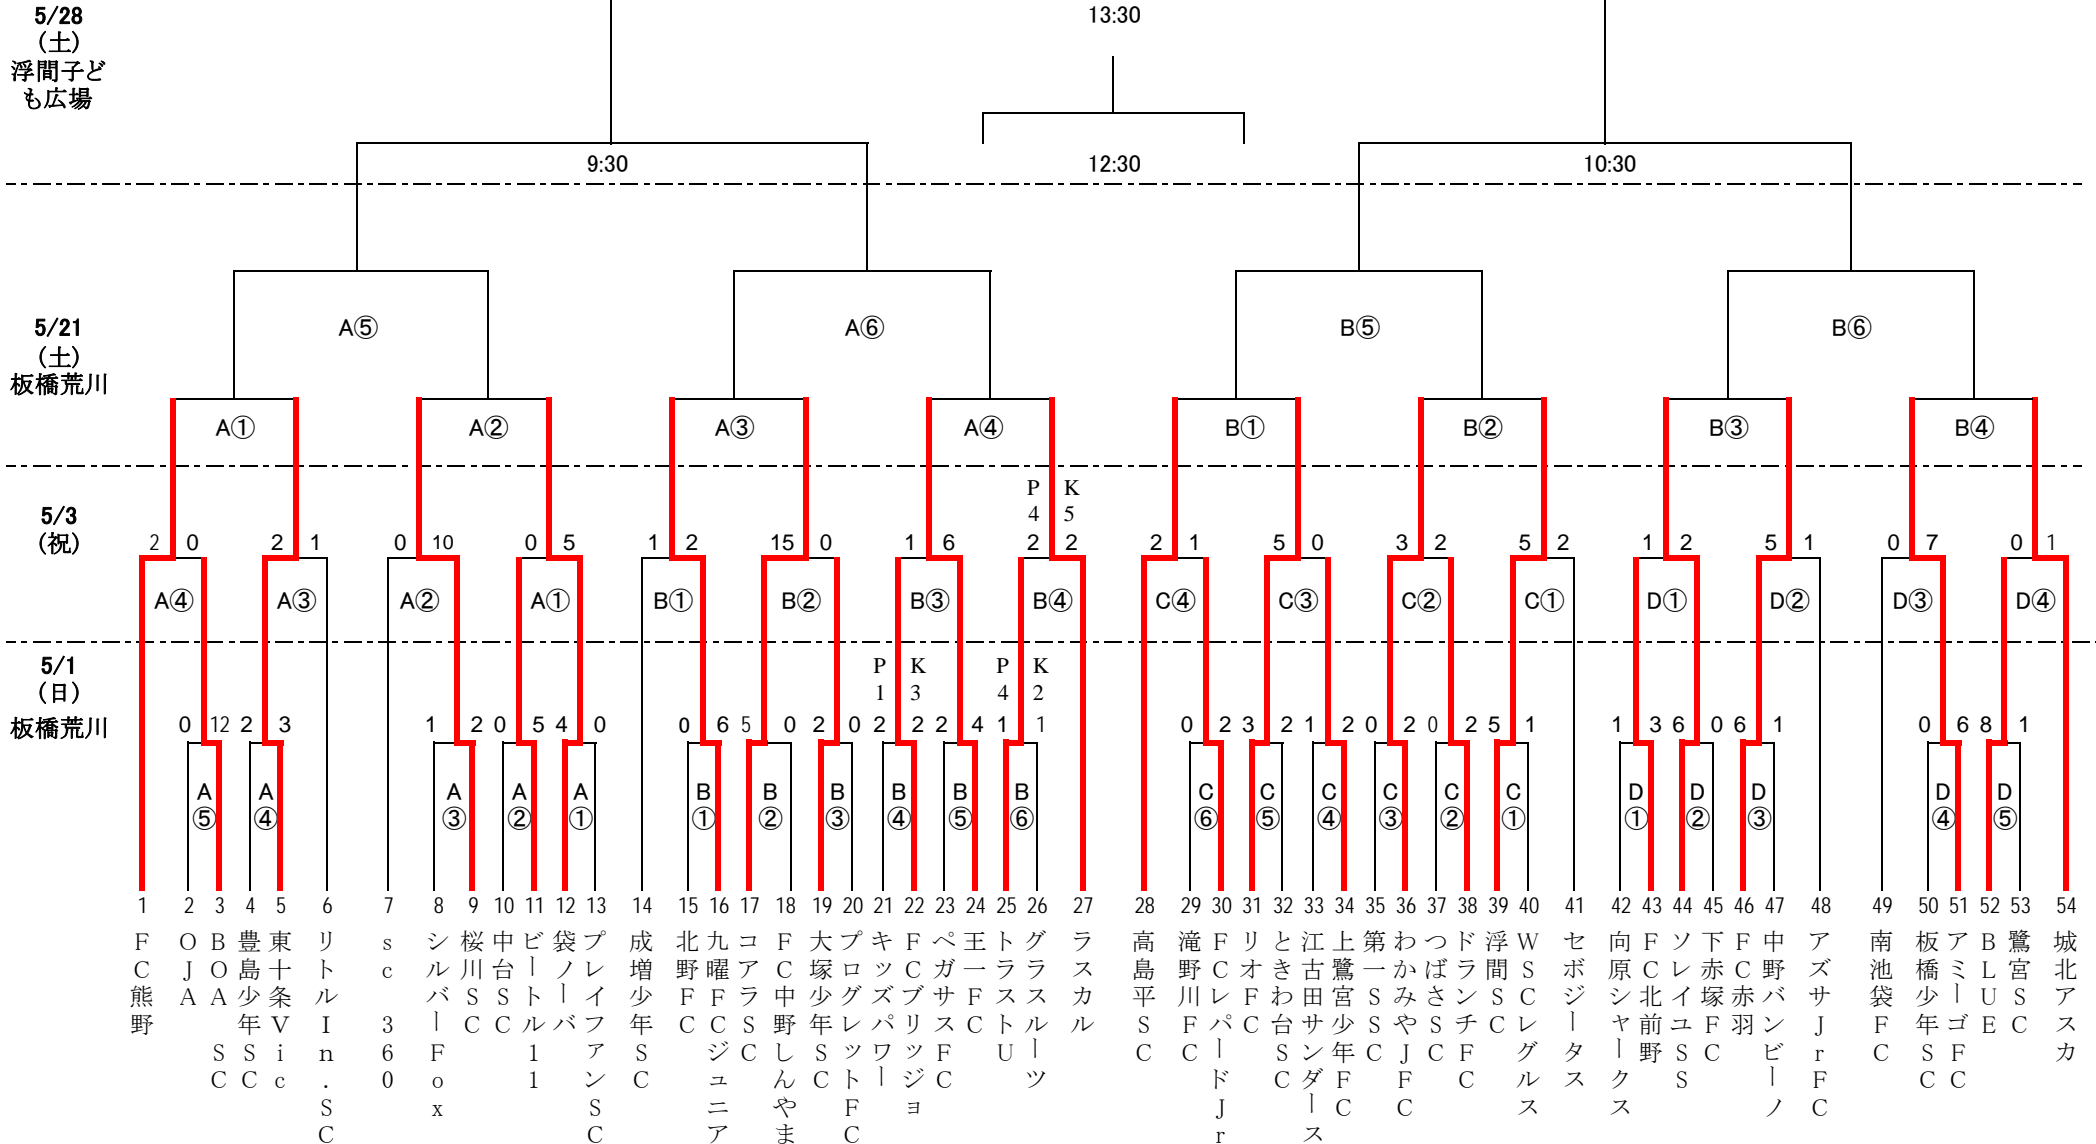 5/28
(土)
浮間子ど
も広場
13:30
9:30
12:30
10:30
5/21
(土)
板橋荒川
A⑤
A⑥
B⑤
B⑥
A①
A②
A③
A④
B①
B②
B③
B④
5/3
(祝)
P K
4 5
2 0 2 1 0 10 0 5 1 2 15 0 1 6 2 2 2 1 5 0 3 2 5 2 1 2 5 1 0 7 0 1
A④ A③ A② A① B① B② B③ B④ C④ C③ C② C① D① D② D③ D④
5/1
(日)
板橋荒川
P K P K
1 3 4 2
0 12 2 3 1 2 0 5 4 0 0 6 5 0 2 0 2 2 2 4 1 1 0 2 3 2 1 2 0 2 0 2 5 1 1 3 6 0 6 1 0 6 8 1
A⑤ A④ A③ A② A① B① B② B③ B④ B⑤ B⑥ C⑥ C⑤ C④ C③ C② C① D① D② D③ D④ D⑤
1 2 3 4 5 6 7 8 9 10 11 12 13 14 15 16 17 18 19 20 21 22 23 24 25 26 27 28 29 30 31 32 33 34 35 36 37 38 39 40 41 42 43 44 45 46 47 48 49 50 51 52 53 54
FC熊野
OJA
BOA SC
豊島少年SC
東十条Vic
リトルIn.SC
sc 360
シルバーFox
桜川SC
中台SC
ビートル11
袋ノーバ
プレイファンSC
成増少年SC
北野FC
九曜FCジュニア
コアラSC
FC中野しんやま
大塚少年SC
プログレットFC
キッズパワー
FCブリッジョ
ペガサスFC
王一FC
トラストU
グラスルーツ
ラスカル
高島平SC
滝野川FC
FCレパードJr
リオFC
ときわ台SC
江古田サンダース
上鷺宮少年FC
第一SSC
わかみやJFC
つばさSC
ドランチFC
浮間SC
WSCレグルス
セボジータス
向原シャークス
FC北前野
ソレイユSS
下赤塚FC
FC赤羽
中野バンビーノ
アズサJrFC
南池袋FC
板橋少年SC
アミーゴFC
BLUE
鷺宮SC
城北アスカ